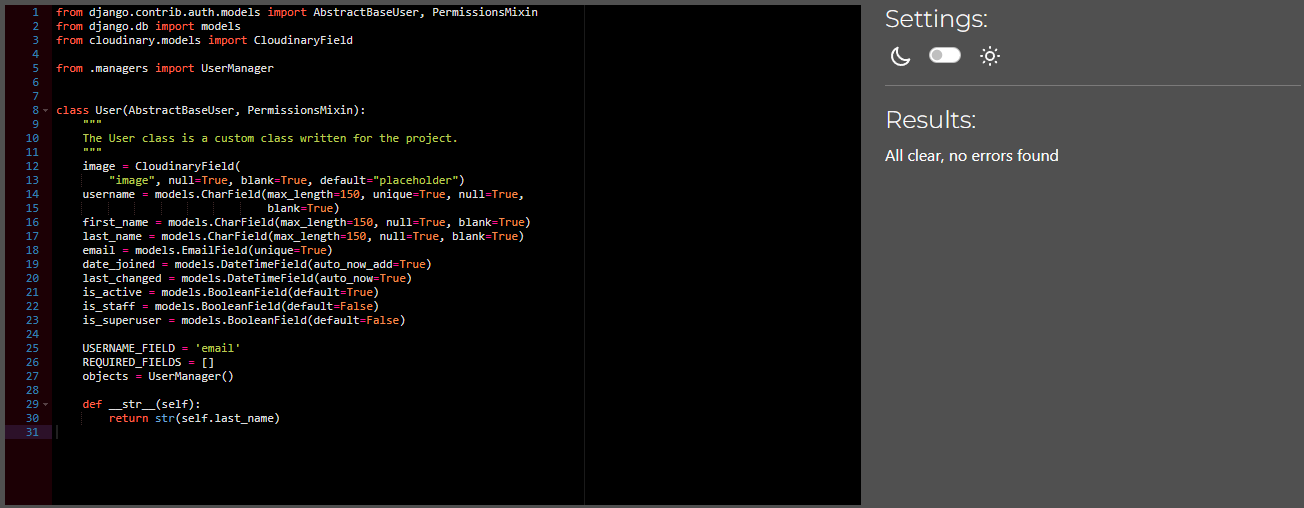 1 from django.contrib.auth.models import AbstractBaseUser, PermissionsMixin
2 from django.db import models
3 from cloudinary.models import CloudinaryField
4
5 from .managers import UserManager
6
7
8 class User(AbstractBaseUser, PermissionsMixin):
9     """
10     The User class is a custom class written for the project.
11     """
12     image = CloudinaryField(
13         "image", null=True, blank=True, default="placeholder")
14     username = models.CharField(max_length=150, unique=True, null=True,
15                                 blank=True)
16     first_name = models.CharField(max_length=150, null=True, blank=True)
17     last_name = models.CharField(max_length=150, null=True, blank=True)
18     email = models.EmailField(unique=True)
19     date_joined = models.DateTimeField(auto_now_add=True)
20     last_changed = models.DateTimeField(auto_now=True)
21     is_active = models.BooleanField(default=True)
22     is_staff = models.BooleanField(default=False)
23     is_superuser = models.BooleanField(default=False)
24
25     USERNAME_FIELD = 'email'
26     REQUIRED_FIELDS = []
27     objects = UserManager()
28
29     def __str__(self):
30         return str(self.last_name)
31
Settings:
Results:
All clear, no errors found